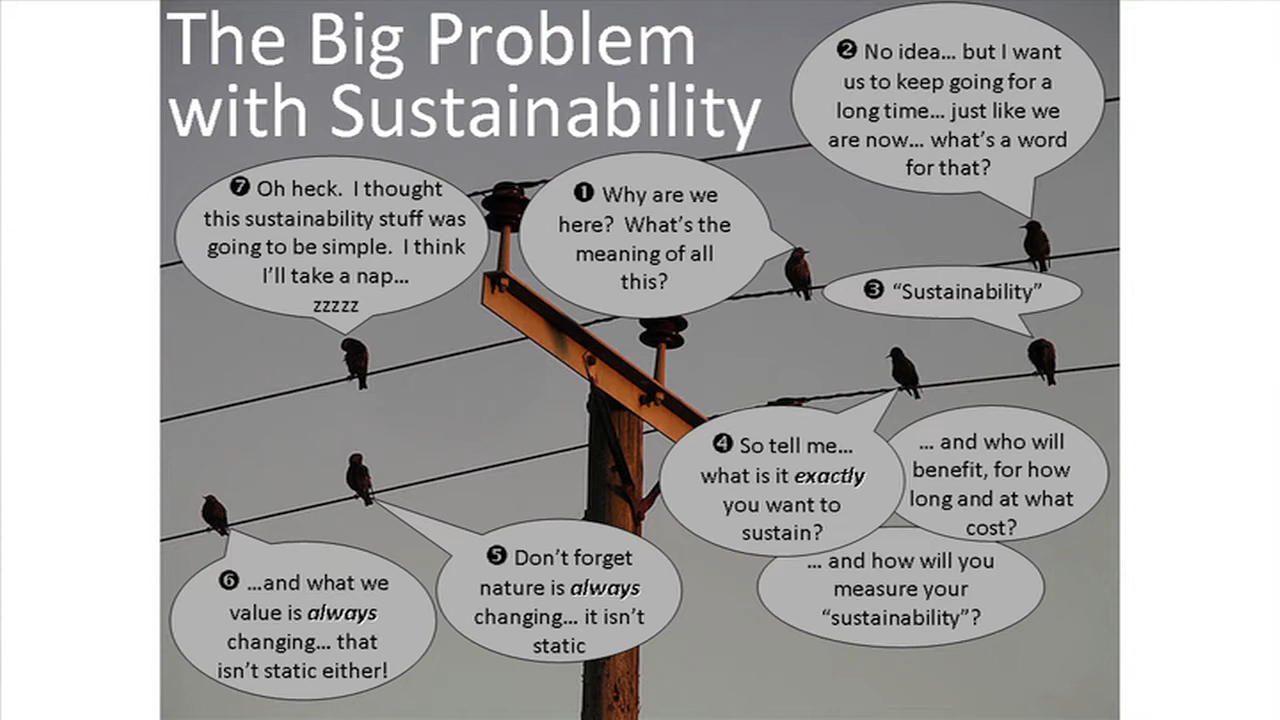 The Big Problem
with Sustainability
❶ Why are we
here?  What's the
meaning of all
this?
❷ No idea... but I want
us to keep going for a
long time... just like we
are now... what's a word
for that?
❸ "Sustainability"
❹ So tell me...
what is it exactly
you want to
sustain?
... and who will
benefit, for how
long and at what
cost?
... and how will you
measure your
"sustainability"?
❺ Don't forget
nature is always
changing... it isn't
static
❻ ...and what we
value is always
changing... that
isn't static either!
❼ Oh heck.  I thought
this sustainability stuff was
going to be simple.  I think
I'll take a nap...
zzzzz